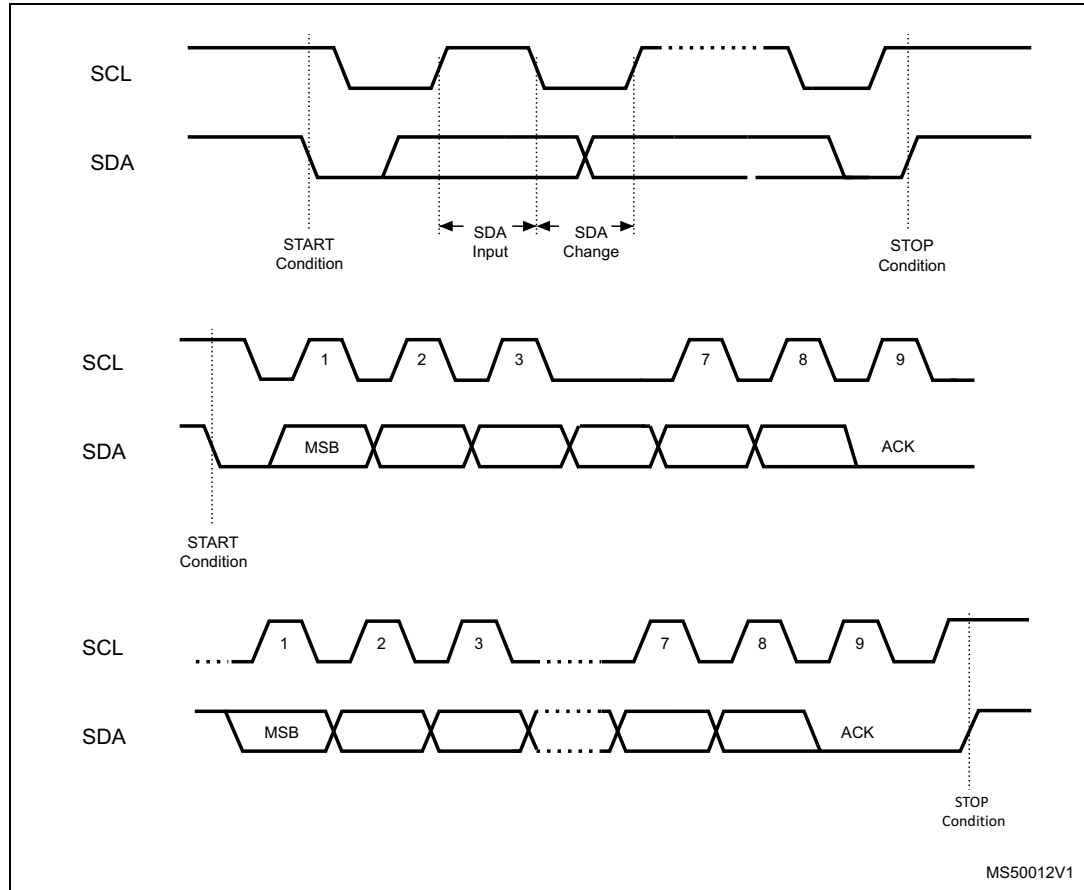 SCL
SDA
SDA
Input
SDA
Change
START
Condition
STOP
Condition
SCL
1
2
3
7
8
9
SDA
MSB
ACK
START
Condition
SCL
1
2
3
7
8
9
SDA
MSB
ACK
STOP
Condition
MS50012V1